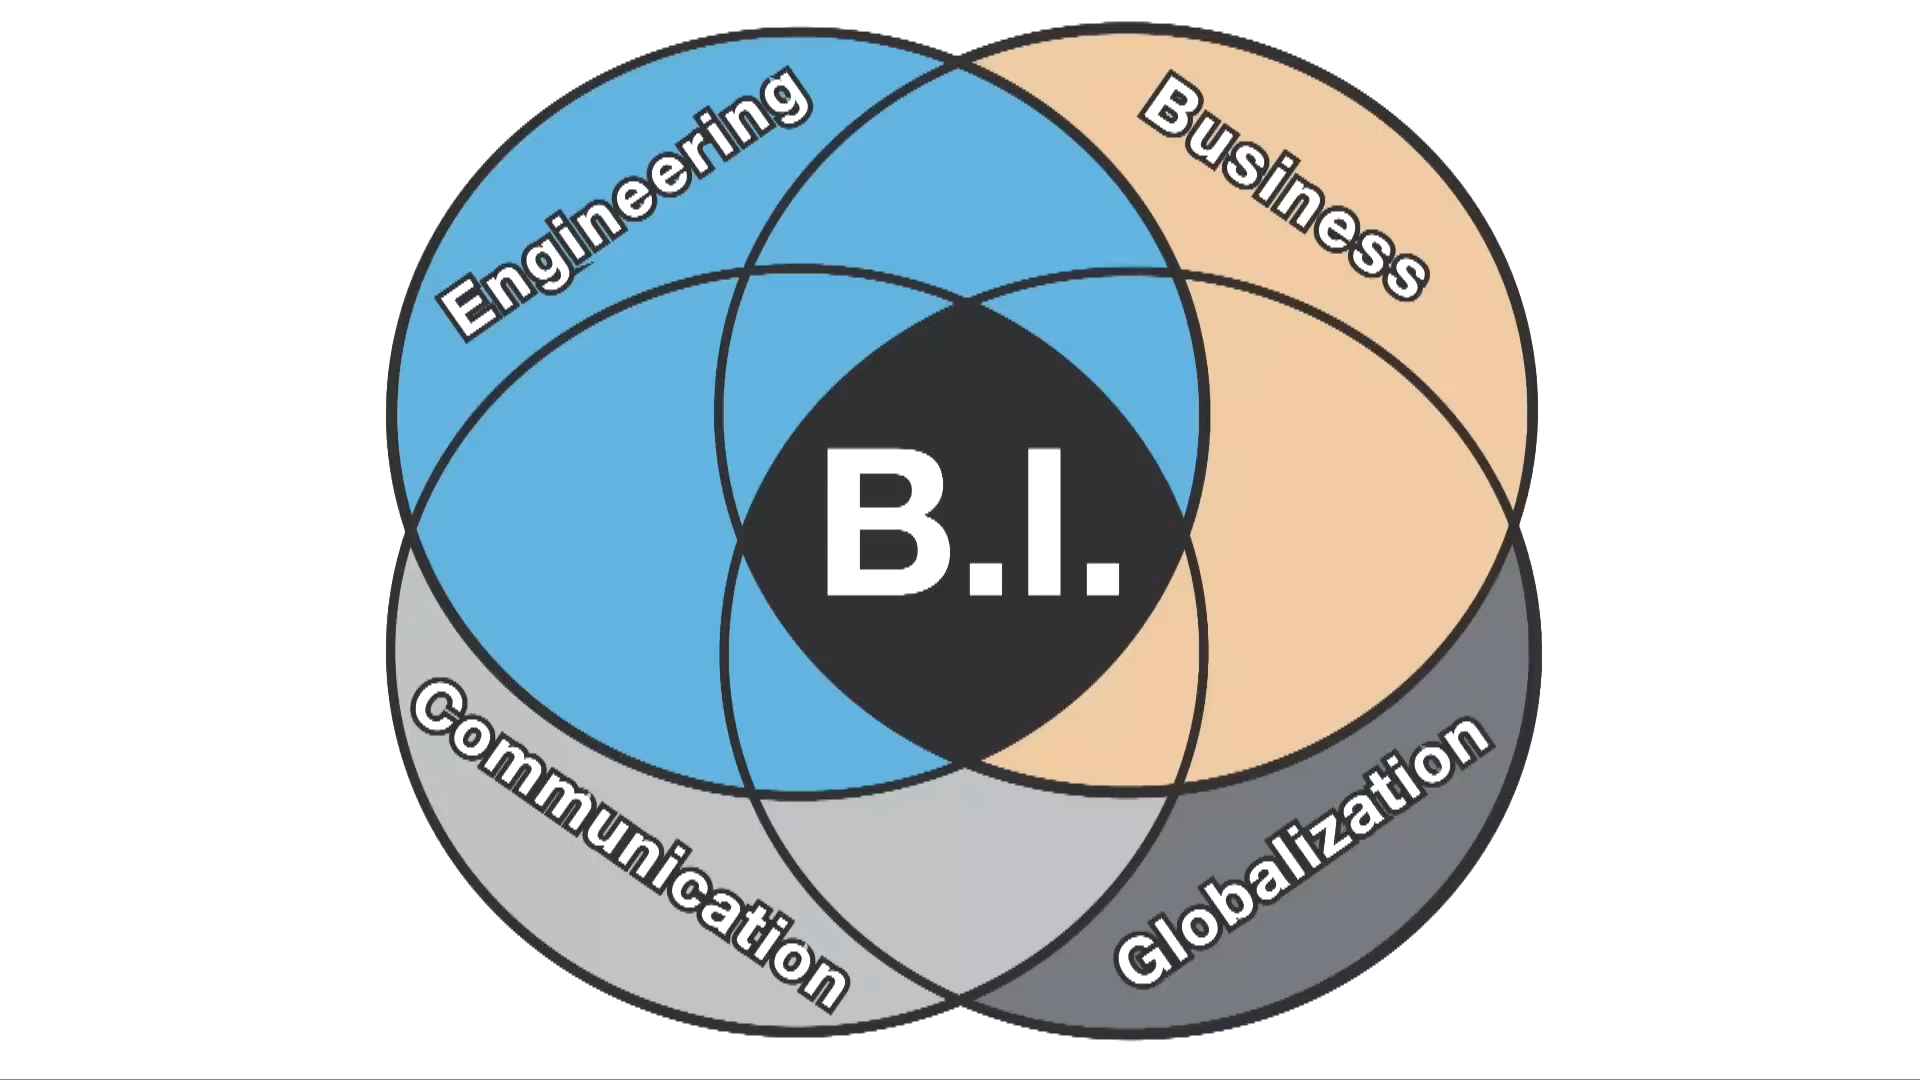 Engineering
Business
B.I.
Communication
Globalization